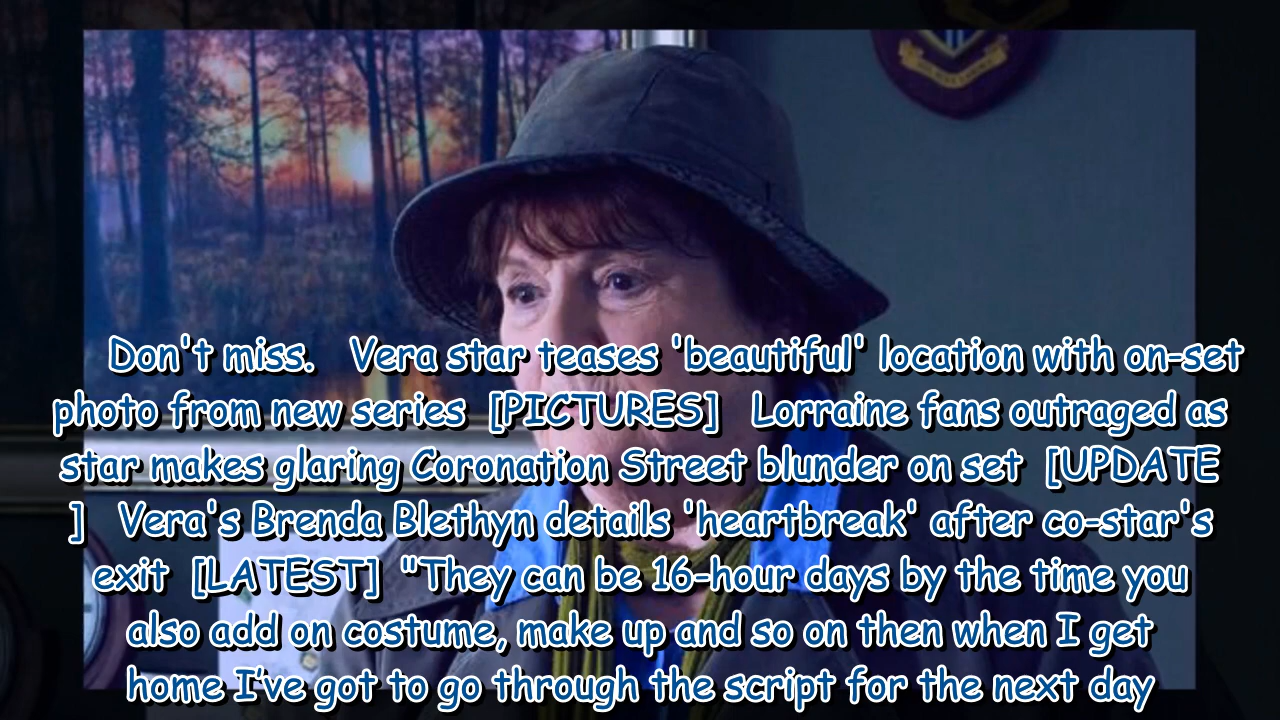 Don't miss. Vera star teases 'beautiful' location with on-set
photo from new series [PICTURES] Lorraine fans outraged as
star makes glaring Coronation Street blunder on set [UPDATE
] Vera's Brenda Blethyn details 'heartbreak' after co-star's
exit [LATEST] "They can be 16-hour days by the time you
also add on costume, make up and so on then when I get
home I've got to go through the script for the next day